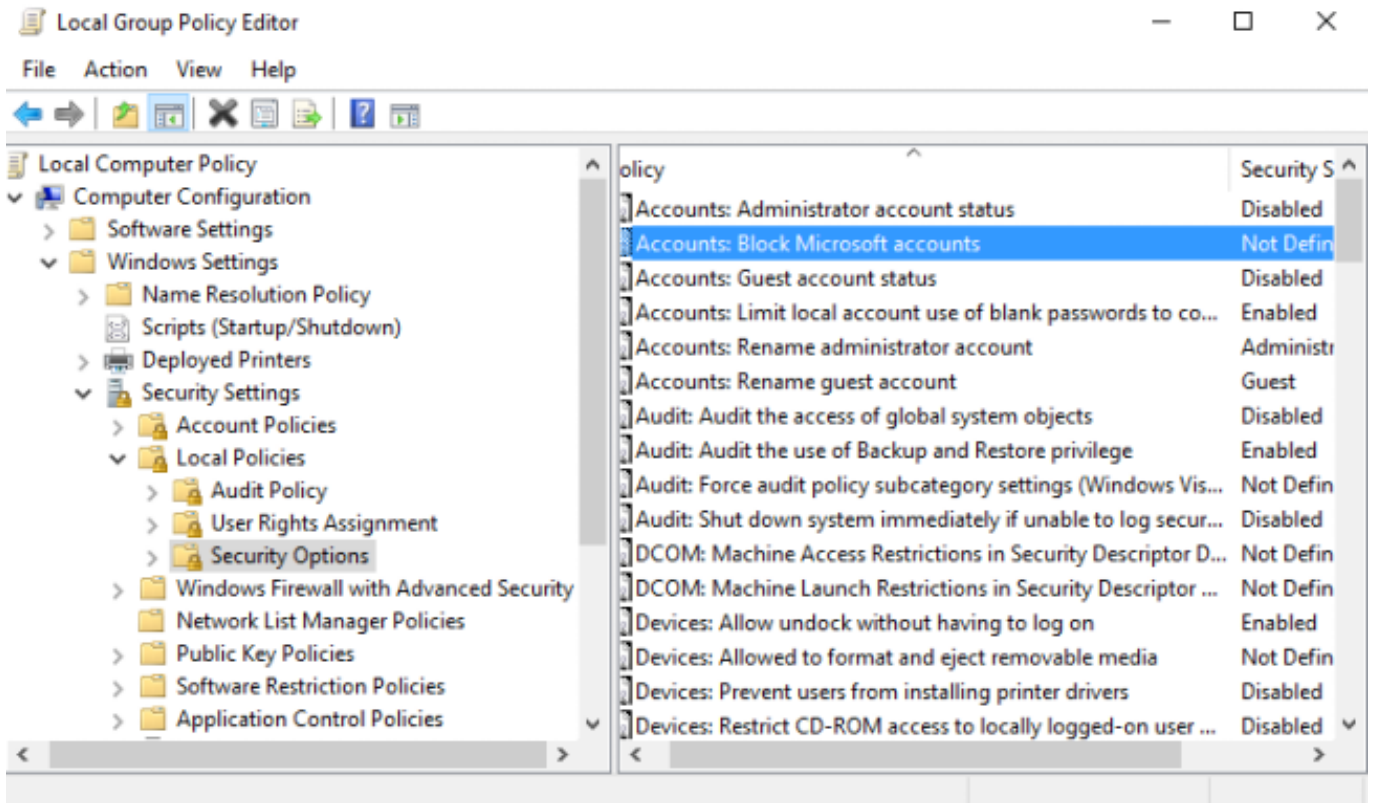 Local Group Policy Editor
File Action View Help
Local Computer Policy
Computer Configuration
Software Settings
Windows Settings
Name Resolution Policy
Scripts (Startup/Shutdown)
Deployed Printers
Security Settings
Account Policies
Local Policies
Audit Policy
User Rights Assignment
Security Options
Windows Firewall with Advanced Security
Network List Manager Policies
Public Key Policies
Software Restriction Policies
Application Control Policies
olicy Security S
Accounts: Administrator account status Disabled
Accounts: Block Microsoft accounts Not Defin
Accounts: Guest account status Disabled
Accounts: Limit local account use of blank passwords to co... Enabled
Accounts: Rename administrator account Administr
Accounts: Rename guest account Guest
Audit: Audit the access of global system objects Disabled
Audit: Audit the use of Backup and Restore privilege Enabled
Audit: Force audit policy subcategory settings (Windows Vis... Not Defin
Audit: Shut down system immediately if unable to log secur... Disabled
DCOM: Machine Access Restrictions in Security Descriptor D... Not Defin
DCOM: Machine Launch Restrictions in Security Descriptor ... Not Defin
Devices: Allow undock without having to log on Enabled
Devices: Allowed to format and eject removable media Not Defin
Devices: Prevent users from installing printer drivers Disabled
Devices: Restrict CD-ROM access to locally logged-on user ... Disabled